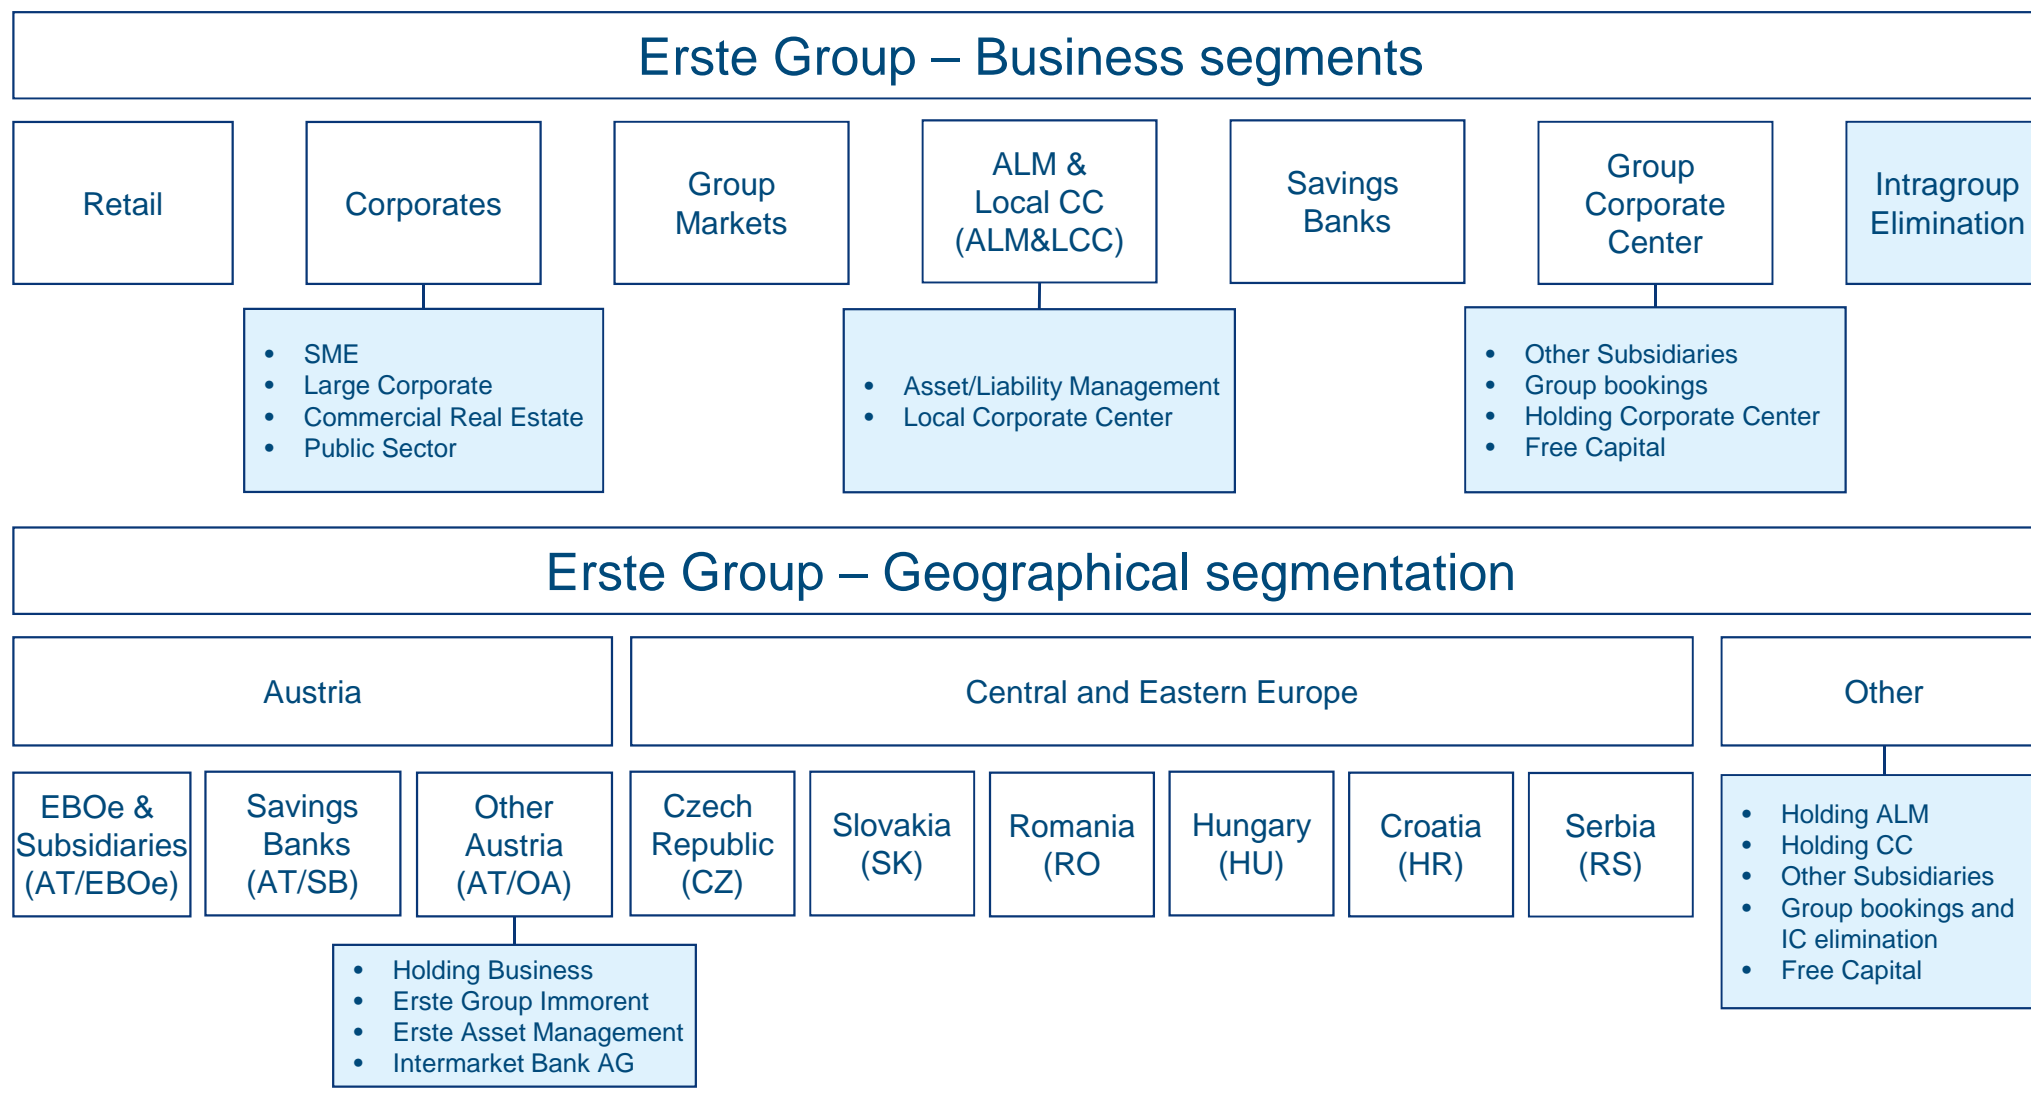 Erste Group – Business segments
Retail
Corporates
Group
Markets
ALM &
Local CC
(ALM&LCC)
Savings
Banks
Group
Corporate
Center
Intragroup
Elimination
• SME
• Large Corporate
• Commercial Real Estate
• Public Sector
• Asset/Liability Management
• Local Corporate Center
• Other Subsidiaries
• Group bookings
• Holding Corporate Center
• Free Capital
Erste Group – Geographical segmentation
Austria
Central and Eastern Europe
Other
EBOe &
Subsidiaries
(AT/EBOe)
Savings
Banks
(AT/SB)
Other
Austria
(AT/OA)
Czech
Republic
(CZ)
Slovakia
(SK)
Romania
(RO
Hungary
(HU)
Croatia
(HR)
Serbia
(RS)
• Holding ALM
• Holding CC
• Other Subsidiaries
• Group bookings and
IC elimination
• Free Capital
• Holding Business
• Erste Group Immorent
• Erste Asset Management
• Intermarket Bank AG